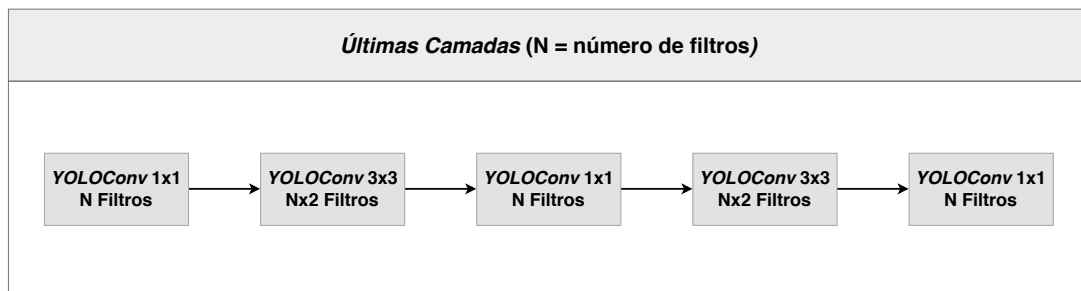 Últimas Camadas (N = número de filtros)
YOLOConv 1x1
N Filtros
YOLOConv 3x3
Nx2 Filtros
YOLOConv 1x1
N Filtros
YOLOConv 3x3
Nx2 Filtros
YOLOConv 1x1
N Filtros